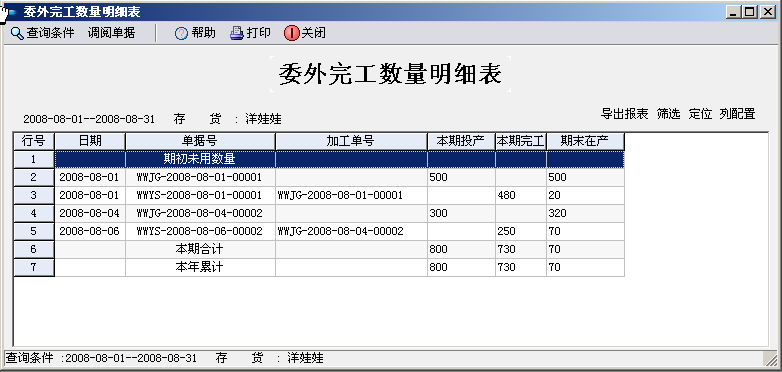 委外完工数量明细表
查询条件 调阅单据 帮助 打印 关闭
委外完工数量明细表
2008-08-01--2008-08-31 存 货 : 洋娃娃 导出报表 筛选 定位 列配置
行号 日期 单据号 加工单号 本期投产 本期完工 期末在产
1 期初未用数量
2 2008-08-01 WWJG-2008-08-01-00001 500 500
3 2008-08-01 WWYS-2008-08-01-00001 WWJG-2008-08-01-00001 480 20
4 2008-08-04 WWJG-2008-08-04-00002 300 320
5 2008-08-06 WWYS-2008-08-06-00002 WWJG-2008-08-04-00002 250 70
6 本期合计 800 730 70
7 本年累计 800 730 70
查询条件 :2008-08-01--2008-08-31 存 货 : 洋娃娃